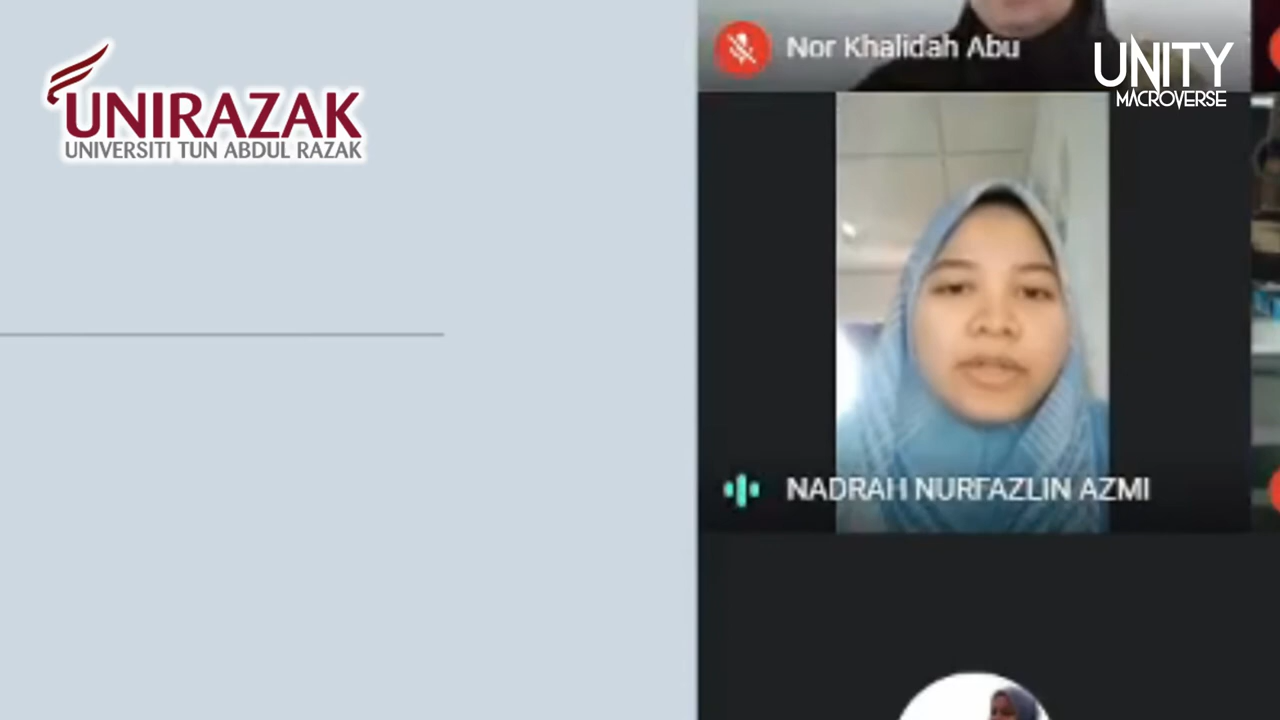 UNIRAZAK
UNIVERSITI TUN ABDUL RAZAK
Nor Khalidah Abu
UNITY
MACROVERSE
NADRAH NURFAZLIN AZMI